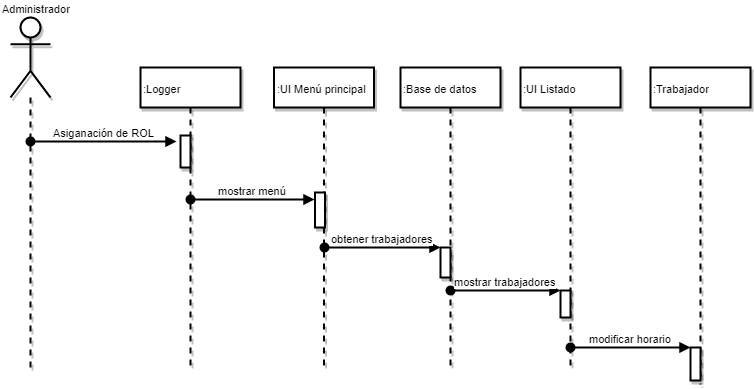 Administrador
:Logger
:UI Menú principal
:Base de datos
:UI Listado
:Trabajador
Asiganación de ROL
mostrar menú
obtener trabajadores
mostrar trabajadores
modificar horario